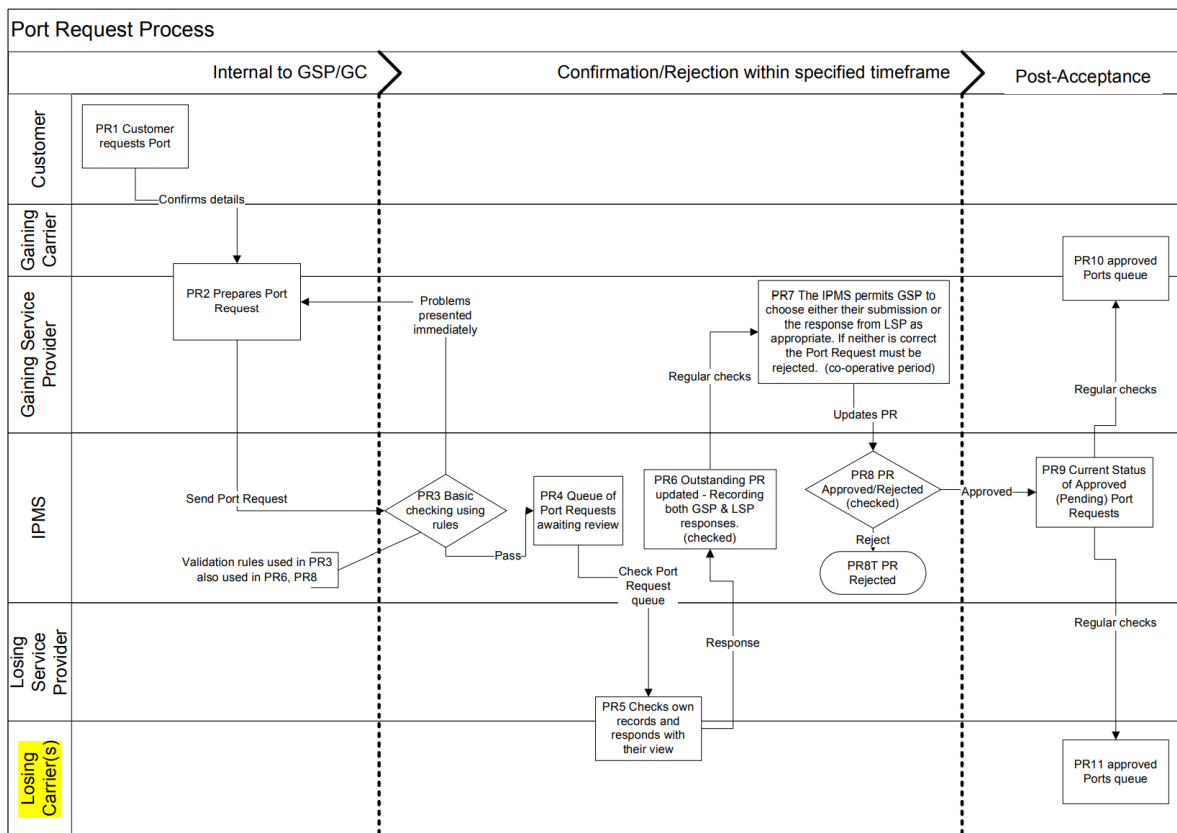 Port Request Process
Internal to GSP/GC
Confirmation/Rejection within specified timeframe
Post-Acceptance
Customer
PR1 Customer
requests Port
Confirms details
Gaining
Carrier
PR10 approved
Ports queue
Gaining Service
Provider
PR2 Prepares Port
Request
Problems
presented
immediately
PR7 The IPMS permits GSP to
choose either their submission or
the response from LSP as
appropriate. If neither is correct
the Port Request must be
rejected.  (co-operative period)
Regular checks
Regular checks
Updates PR
IPMS
Send Port Request
PR3 Basic
checking using
rules
Validation rules used in PR3
also used in PR6, PR8
Pass
PR4 Queue of
Port Requests
awaiting review
Check Port
Request
queue
PR6 Outstanding PR
updated - Recording
both GSP & LSP
responses.
(checked)
PR8 PR
Approved/Rejected
(checked)
Approved
Reject
PR8T PR
Rejected
PR9 Current Status
of Approved
(Pending) Port
Requests
Losing
Service
Provider
Response
Regular checks
PR5 Checks own
records and
responds with
their view
Losing
Carrier(s)
PR11 approved
Ports queue